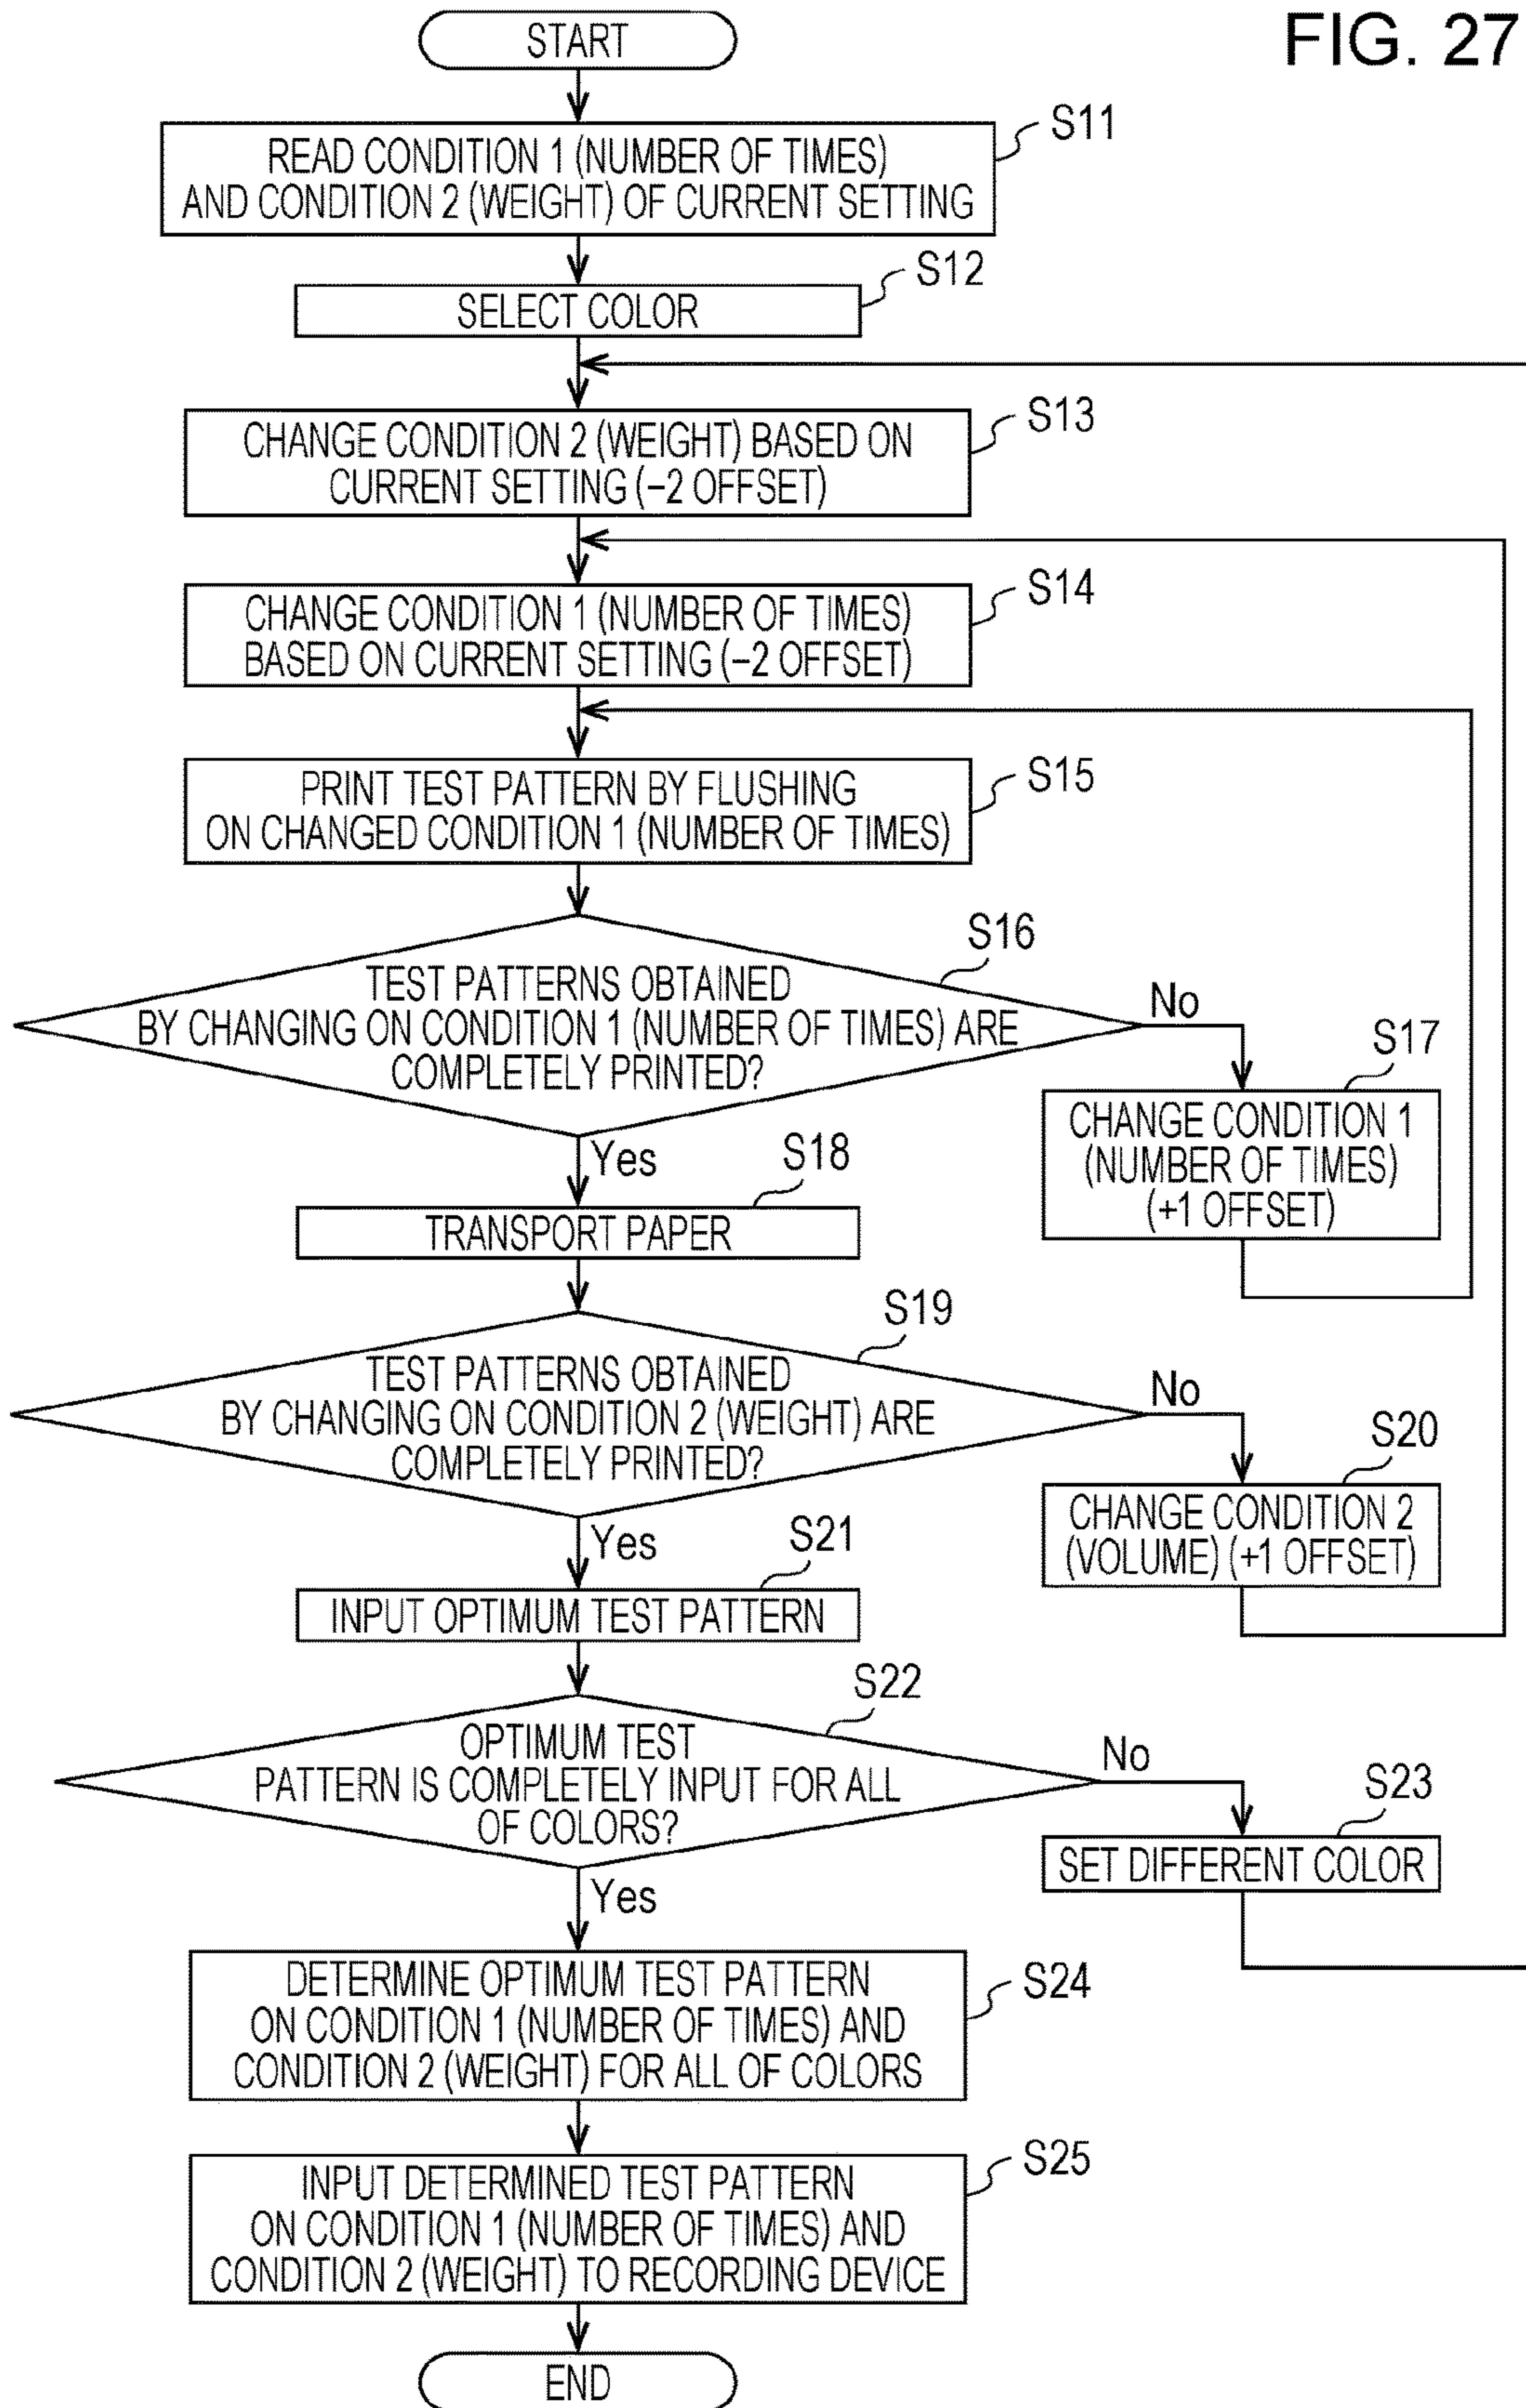 FIG. 27
START
S11
READ CONDITION 1 (NUMBER OF TIMES)
AND CONDITION 2 (WEIGHT) OF CURRENT SETTING
S12
SELECT COLOR
S13
CHANGE CONDITION 2 (WEIGHT) BASED ON
CURRENT SETTING (–2 OFFSET)
S14
CHANGE CONDITION 1 (NUMBER OF TIMES)
BASED ON CURRENT SETTING (–2 OFFSET)
S15
PRINT TEST PATTERN BY FLUSHING
ON CHANGED CONDITION 1 (NUMBER OF TIMES)
S16
TEST PATTERNS OBTAINED
BY CHANGING ON CONDITION 1 (NUMBER OF TIMES) ARE
COMPLETELY PRINTED?
No
S17
CHANGE CONDITION 1
(NUMBER OF TIMES)
(+1 OFFSET)
Yes
S18
TRANSPORT PAPER
S19
TEST PATTERNS OBTAINED
BY CHANGING ON CONDITION 2 (WEIGHT) ARE
COMPLETELY PRINTED?
No
S20
CHANGE CONDITION 2
(VOLUME) (+1 OFFSET)
Yes
S21
INPUT OPTIMUM TEST PATTERN
S22
OPTIMUM TEST
PATTERN IS COMPLETELY INPUT FOR ALL
OF COLORS?
No
S23
SET DIFFERENT COLOR
Yes
S24
DETERMINE OPTIMUM TEST PATTERN
ON CONDITION 1 (NUMBER OF TIMES) AND
CONDITION 2 (WEIGHT) FOR ALL OF COLORS
S25
INPUT DETERMINED TEST PATTERN
ON CONDITION 1 (NUMBER OF TIMES) AND
CONDITION 2 (WEIGHT) TO RECORDING DEVICE
END